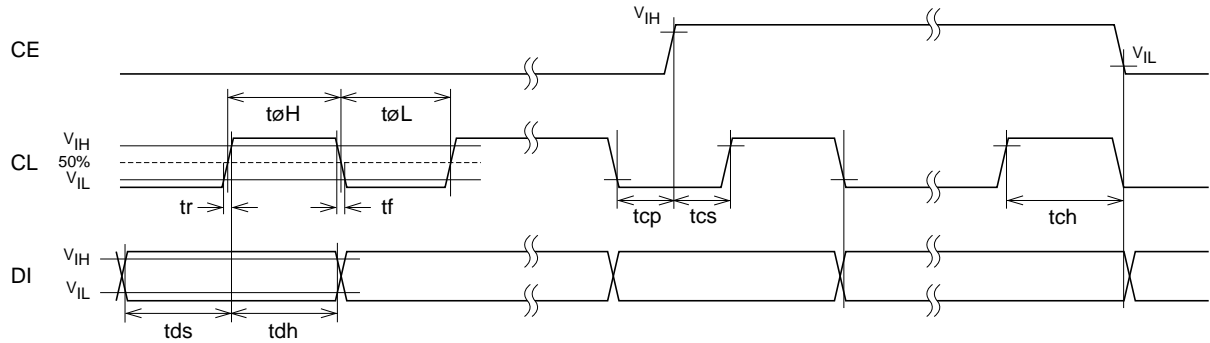 CE
VIH
VIL
tøH
tøL
CL
VIH
50%
VIL
tr
tf
tcp
tcs
tch
DI
VIH
VIL
tds
tdh